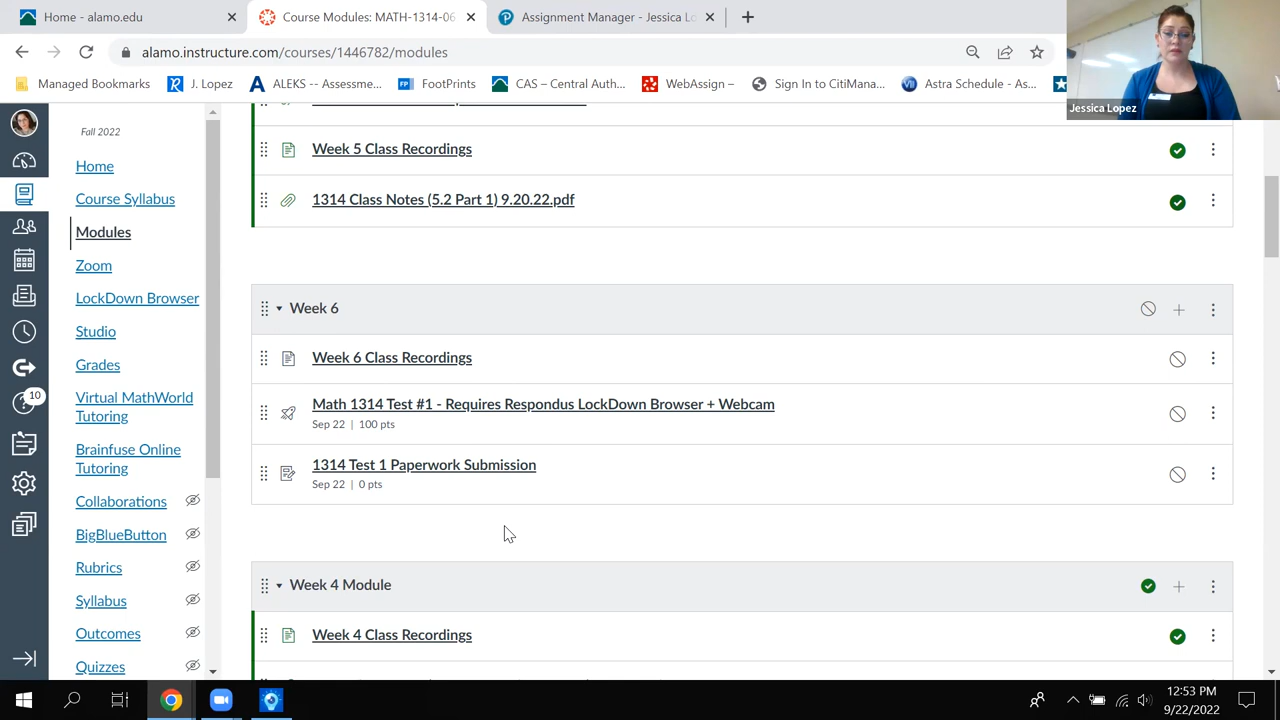 Home - alamo.edu
Course Modules: MATH-1314-06
Assignment Manager - Jessica Lo
alamo.instructure.com/courses/1446782/modules
Managed Bookmarks
J. Lopez
ALEKS -- Assessme...
FootPrints
CAS – Central Auth...
WebAssign –
Sign In to CitiMana...
Astra Schedule - As...
Jessica Lopez
Fall 2022
Home
Course Syllabus
Modules
Zoom
LockDown Browser
Studio
Grades
Virtual MathWorld
Tutoring
Brainfuse Online
Tutoring
Collaborations
BigBlueButton
Rubrics
Syllabus
Outcomes
Quizzes
10
Week 5 Class Recordings
1314 Class Notes (5.2 Part 1) 9.20.22.pdf
Week 6
Week 6 Class Recordings
Math 1314 Test #1 - Requires Respondus LockDown Browser + Webcam
Sep 22 | 100 pts
1314 Test 1 Paperwork Submission
Sep 22 | 0 pts
Week 4 Module
Week 4 Class Recordings
12:53 PM
9/22/2022